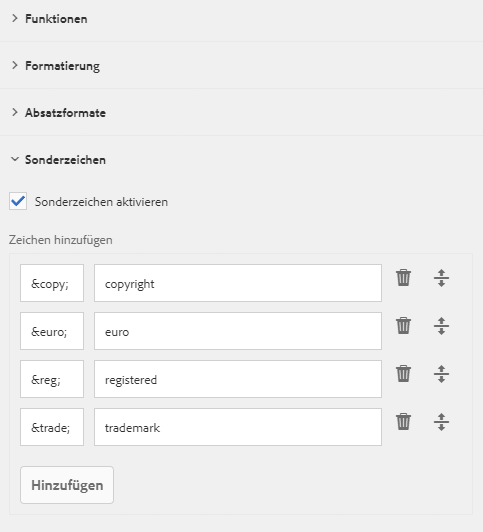 Funktionen
Formatierung
Absatzformate
Sonderzeichen
Sonderzeichen aktivieren
Zeichen hinzufügen
&copy; copyright
&euro; euro
&reg; registered
&trade; trademark
Hinzufügen